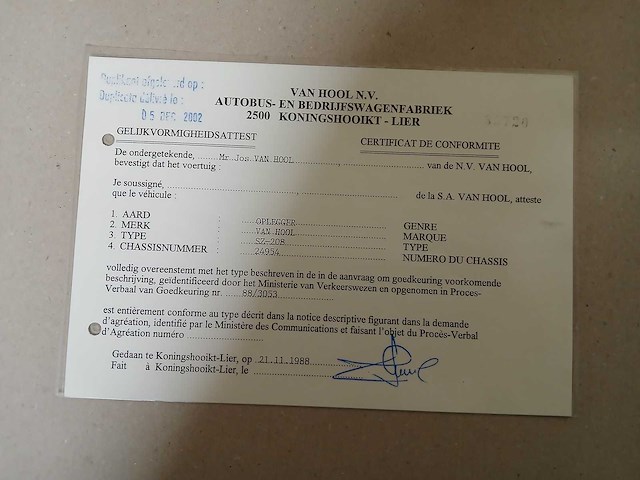 Duplikaat afgeleverd op :
Duplicata délivré le :
05 DEC 2002
VAN HOOL N.V.
AUTOBUS- EN BEDRIJFSWAGENFABRIEK
2500 KONINGSHOOIKT - LIER
GELIJKVORMIGHEIDSATTEST
CERTIFICAT DE CONFORMITE
De ondergetekende, Mr. Jos VAN HOOL van de N.V. VAN HOOL,
bevestigt dat het voertuig :
Je soussigné, de la S.A. VAN HOOL, atteste
que le véhicule :
1. AARD : OPLEGGER GENRE
2. MERK : VAN HOOL MARQUE
3. TYPE : SZ-208 TYPE
4. CHASSISNUMMER : 24954 NUMERO DU CHASSIS
volledig overeenstemt met het type beschreven in de in de aanvraag om goedkeuring voorkomende
beschrijving, geïdentificeerd door het Ministerie van Verkeerswezen en opgenomen in Proces-
Verbaal van Goedkeuring nr. 88/3053
est entièrement conforme au type décrit dans la notice descriptive figurant dans la demande
d'agréation, identifié par le Ministère des Communications et faisant l'objet du Procès-Verbal
d'Agréation numéro
Gedaan te Koningshooikt-Lier, op 21.11.1988
Fait à Koningshooikt-Lier, le